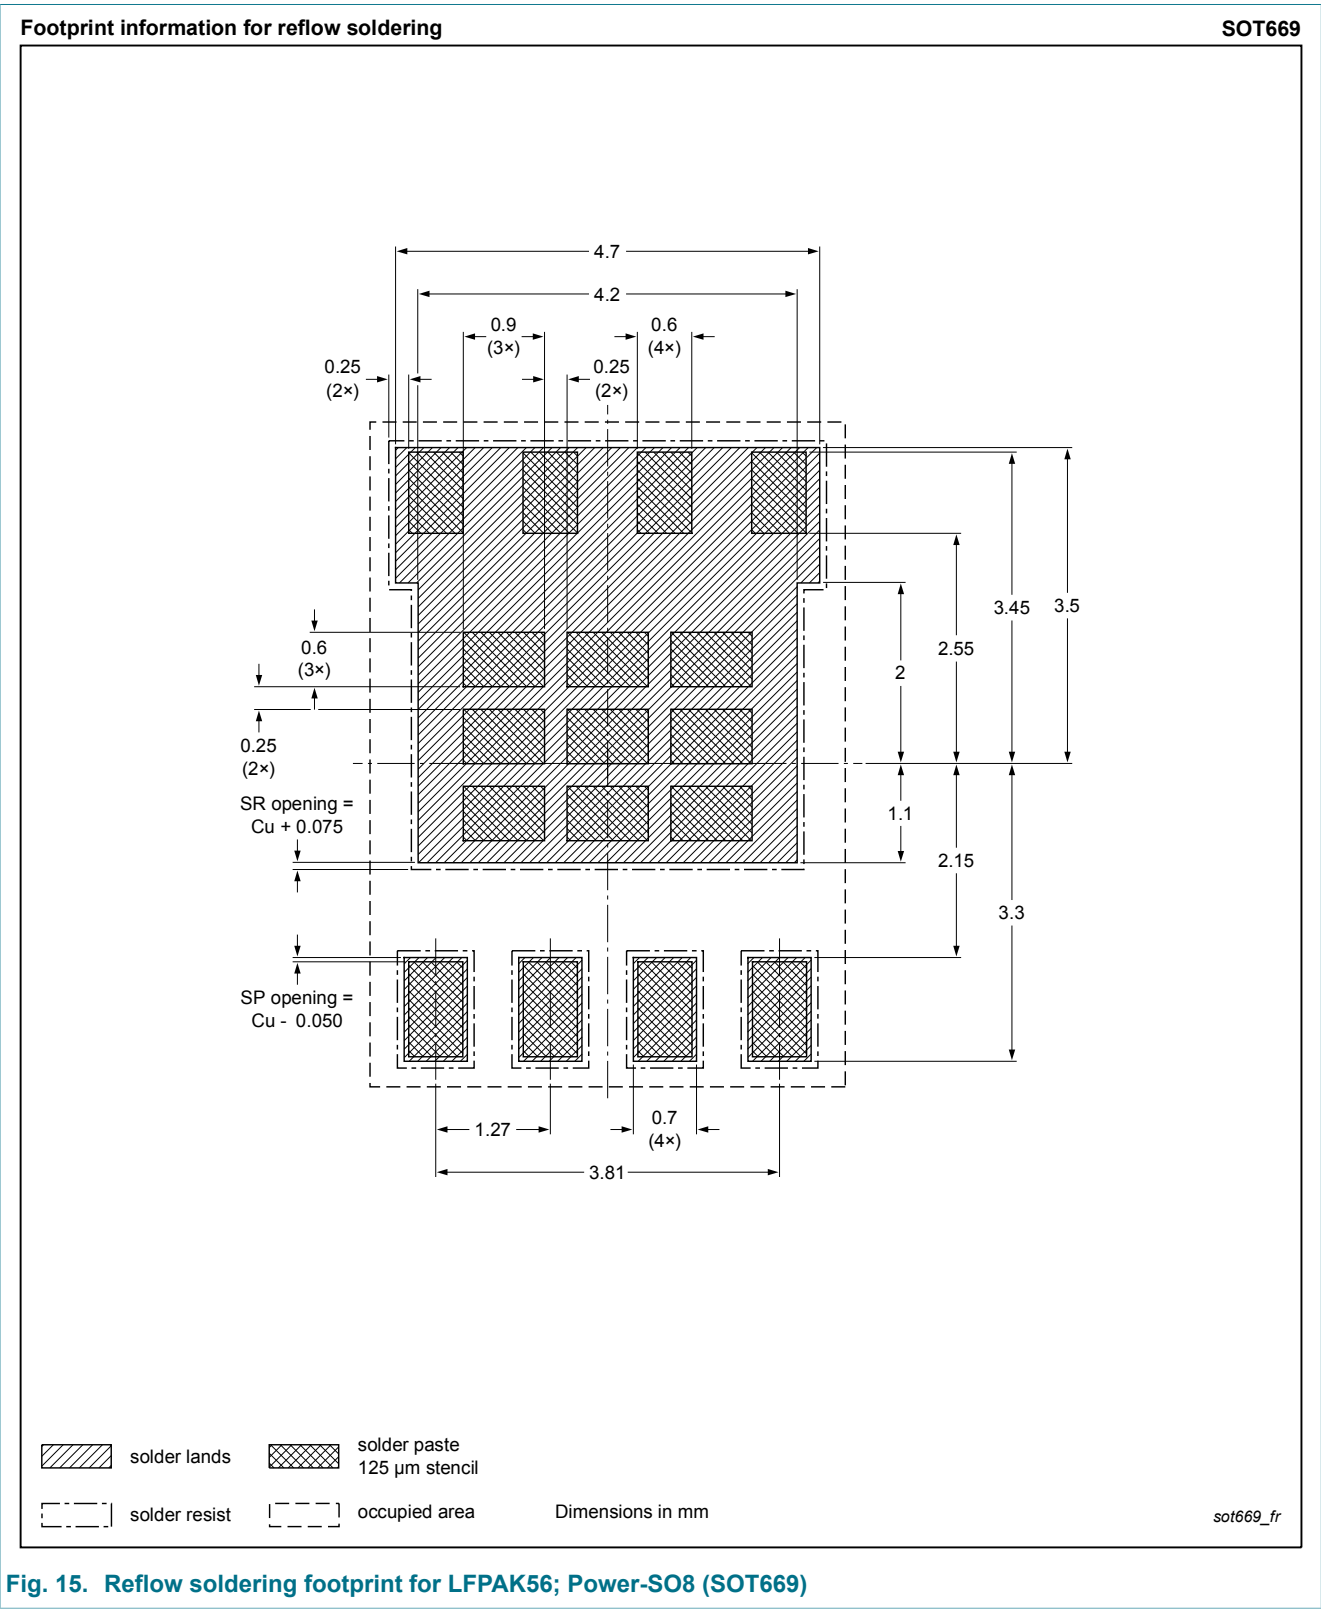 Footprint information for reflow soldering
SOT669
4.7
4.2
0.9
(3×)
0.6
(4×)
0.25
(2×)
0.25
(2×)
3.45
3.5
2.55
2
0.6
(3×)
0.25
(2×)
SR opening =
Cu + 0.075
1.1
2.15
3.3
SP opening =
Cu - 0.050
1.27
0.7
(4×)
3.81
solder lands
solder paste
125 µm stencil
solder resist
occupied area
Dimensions in mm
sot669_fr
Fig. 15. Reflow soldering footprint for LFPAK56; Power-SO8 (SOT669)